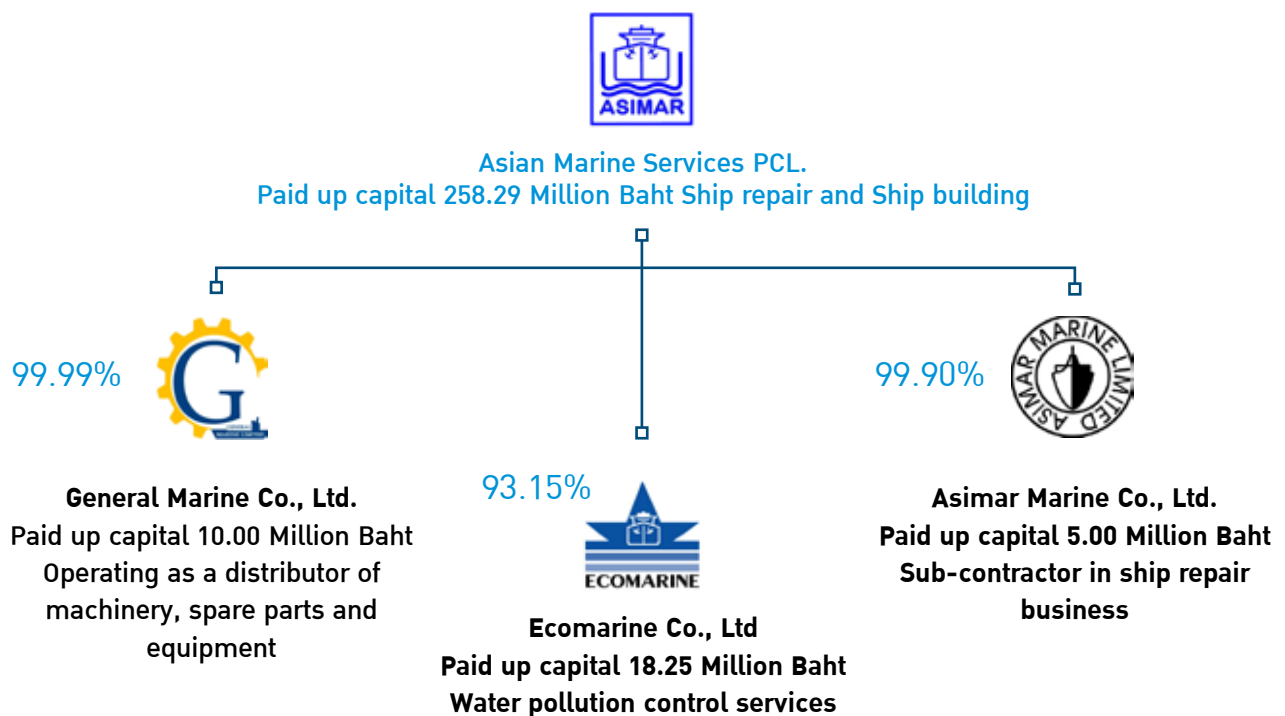 ASIMAR
Asian Marine Services PCL.
Paid up capital 258.29 Million Baht Ship repair and Ship building
99.99%
G
General Marine Co., Ltd.
Paid up capital 10.00 Million Baht
Operating as a distributor of
machinery, spare parts and
equipment
93.15%
ECOMARINE
Ecomarine Co., Ltd
Paid up capital 18.25 Million Baht
Water pollution control services
99.90%
ASIMAR MARINE LIMITED
Asimar Marine Co., Ltd.
Paid up capital 5.00 Million Baht
Sub-contractor in ship repair
business